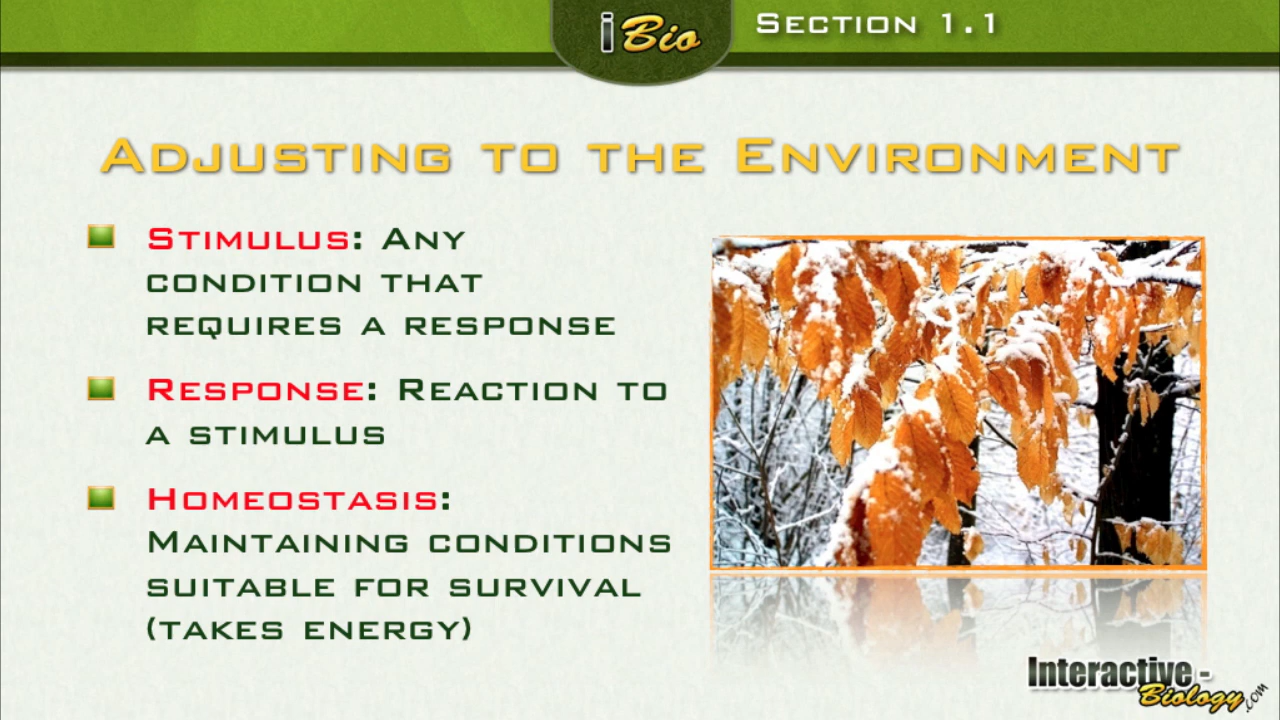 iBio
Section 1.1
Adjusting to the Environment
Stimulus: Any
condition that
requires a response
Response: Reaction to
a stimulus
Homeostasis:
Maintaining conditions
suitable for survival
(takes energy)
Interactive-
Biology.com